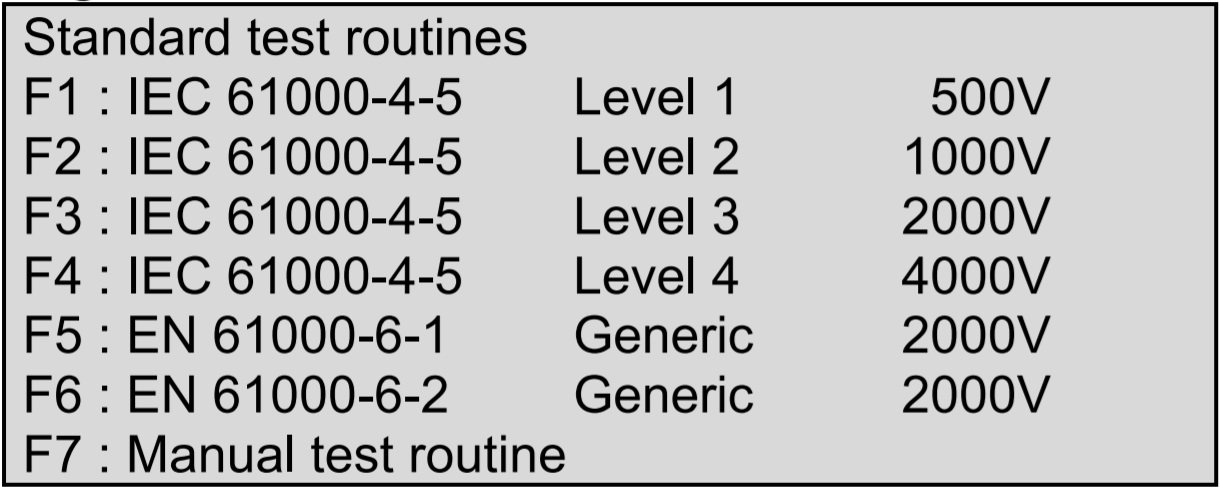 Standard test routines
F1 : IEC 61000-4-5 Level 1 500V
F2 : IEC 61000-4-5 Level 2 1000V
F3 : IEC 61000-4-5 Level 3 2000V
F4 : IEC 61000-4-5 Level 4 4000V
F5 : EN 61000-6-1 Generic 2000V
F6 : EN 61000-6-2 Generic 2000V
F7 : Manual test routine